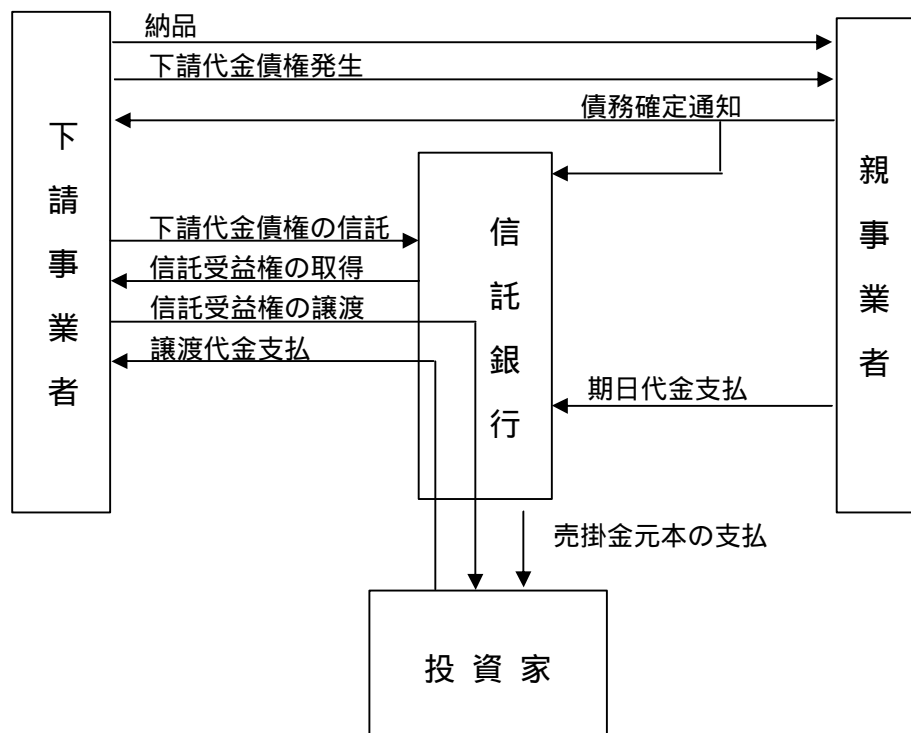 納品
下請代金債権発生
債務確定通知
下請事業者
親事業者
信託銀行
下請代金債権の信託
信託受益権の取得
信託受益権の譲渡
譲渡代金支払
期日代金支払
売掛金元本の支払
投資家